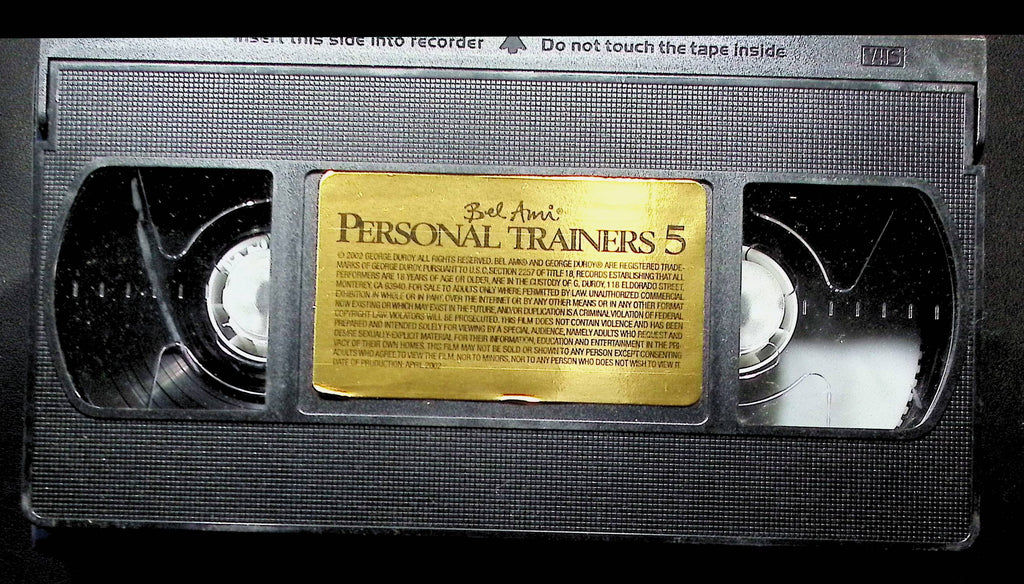 Insert this side into recorder Do not touch the tape inside
VHS
Bel Ami®
PERSONAL TRAINERS 5
© 2002 GEORGE DUROY. ALL RIGHTS RESERVED. BEL AMI® AND GEORGE DUROY® ARE REGISTERED TRADE-
MARKS OF GEORGE DUROY. PURSUANT TO U.S.C. SECTION 2257 OF TITLE 18, RECORDS ESTABLISHING THAT ALL
PERFORMERS ARE 18 YEARS OF AGE OR OLDER, ARE IN THE CUSTODY OF G. DUROY, 118 ELDORADO STREET,
MONTEREY, CA 93940. FOR SALE TO ADULTS ONLY WHERE PERMITTED BY LAW. UNAUTHORIZED COMMERCIAL
EXHIBITION IN WHOLE OR IN PART, OVER THE INTERNET OR BY ANY OTHER MEANS OR IN ANY OTHER FORMAT
NOW EXISTING OR WHICH MAY EXIST IN THE FUTURE, AND/OR DUPLICATION IS A CRIMINAL VIOLATION OF FEDERAL
COPYRIGHT LAW. VIOLATORS WILL BE PROSECUTED. THIS FILM DOES NOT CONTAIN VIOLENCE AND HAS BEEN
PREPARED AND INTENDED SOLELY FOR VIEWING BY A SPECIAL AUDIENCE, NAMELY ADULTS WHO REQUEST AND
DESIRE SEXUALLY EXPLICIT MATERIAL FOR THEIR INFORMATION, EDUCATION AND ENTERTAINMENT IN THE PRI-
VACY OF THEIR OWN HOMES. THIS FILM MAY NOT BE SOLD OR SHOWN TO ANY PERSON EXCEPT CONSENTING
ADULTS WHO AGREE TO VIEW THE FILM, NOR TO MINORS, NOR TO ANY PERSON WHO DOES NOT WISH TO VIEW IT.
DATE OF PRODUCTION: APRIL 2002